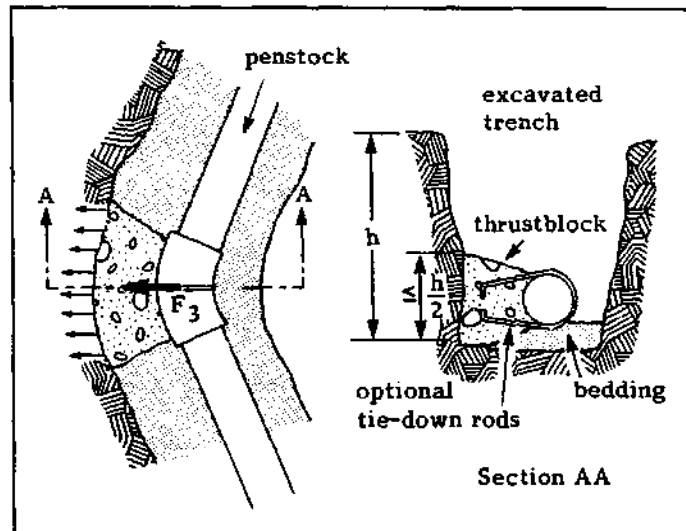 penstock
excavated
trench
A
A
h
thrustblock
F3
≤ h/2
optional
tie-down rods
bedding
Section AA